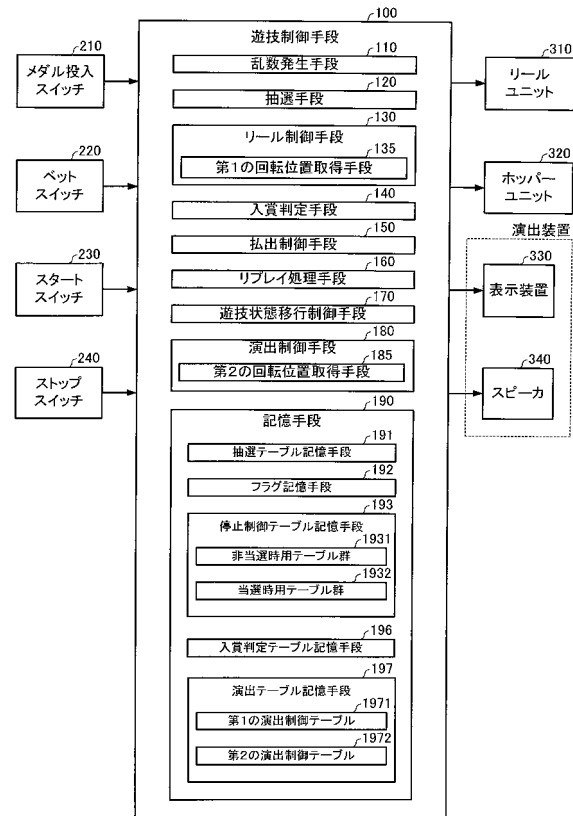 100
遊技制御手段
110
乱数発生手段
120
抽選手段
130
リール制御手段
135
第1の回転位置取得手段
140
入賞判定手段
150
払出制御手段
160
リプレイ処理手段
170
遊技状態移行制御手段
180
演出制御手段
185
第2の回転位置取得手段
190
記憶手段
191
抽選テーブル記憶手段
192
フラグ記憶手段
193
停止制御テーブル記憶手段
1931
非当選時用テーブル群
1932
当選時用テーブル群
196
入賞判定テーブル記憶手段
197
演出テーブル記憶手段
1971
第1の演出制御テーブル
1972
第2の演出制御テーブル
210
メダル投入
スイッチ
220
ベット
スイッチ
230
スタート
スイッチ
240
ストップ
スイッチ
310
リール
ユニット
320
ホッパー
ユニット
演出装置
330
表示装置
340
スピーカ